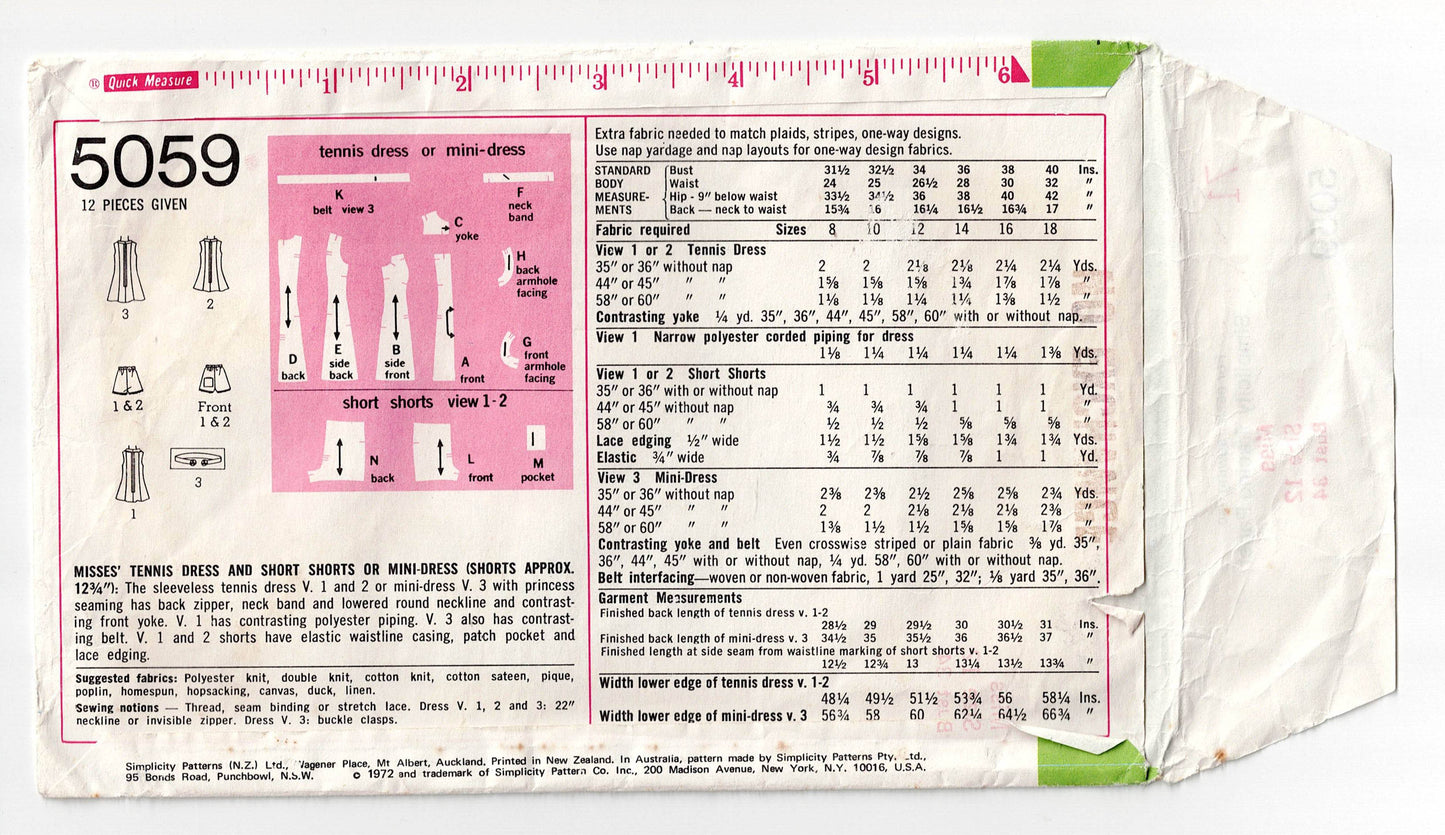 Quick Measure 1 2 3 4 5 6
5059
12 PIECES GIVEN
3
2
1 & 2
Front
1 & 2
1
3
tennis dress or mini-dress
K
belt view 3
F
neck
band
C
yoke
H
back
armhole
facing
D
back
E
side
back
B
side
front
A
front
G
front
armhole
facing
short shorts view 1-2
N
back
L
front
M
pocket
MISSES' TENNIS DRESS AND SHORT SHORTS OR MINI-DRESS (SHORTS APPROX.
12¾"): The sleeveless tennis dress V. 1 and 2 or mini-dress V. 3 with princess
seaming has back zipper, neck band and lowered round neckline and contrast-
ing front yoke. V. 1 has contrasting polyester piping. V. 3 also has contrast-
ing belt. V. 1 and 2 shorts have elastic waistline casing, patch pocket and
lace edging.
Suggested fabrics: Polyester knit, double knit, cotton knit, cotton sateen, pique,
poplin, homespun, hopsacking, canvas, duck, linen.
Sewing notions — Thread, seam binding or stretch lace. Dress V. 1, 2 and 3: 22"
neckline or invisible zipper. Dress V. 3: buckle clasps.
Extra fabric needed to match plaids, stripes, one-way designs.
Use nap yardage and nap layouts for one-way design fabrics.
STANDARD Bust 31½ 32½ 34 36 38 40 Ins.
BODY Waist 24 25 26½ 28 30 32 "
MEASURE- Hip - 9" below waist 33½ 34½ 36 38 40 42 "
MENTS Back — neck to waist 15¾ 16 16¼ 16½ 16¾ 17 "
Fabric required Sizes 8 10 12 14 16 18
View 1 or 2 Tennis Dress
35" or 36" without nap 2 2 2⅛ 2⅛ 2¼ 2¼ Yds.
44" or 45" " " 1⅝ 1⅝ 1⅝ 1¾ 1⅞ 1⅞ "
58" or 60" " " 1⅛ 1⅛ 1¼ 1¼ 1⅜ 1½ "
Contrasting yoke ¼ yd. 35", 36", 44", 45", 58", 60" with or without nap.
View 1 Narrow polyester corded piping for dress
1⅛ 1¼ 1¼ 1¼ 1¼ 1⅜ Yds.
View 1 or 2 Short Shorts
35" or 36" with or without nap 1 1 1 1 1 1 Yd.
44" or 45" without nap ¾ ¾ ¾ 1 1 1 "
58" or 60" " " ½ ½ ½ ⅝ ⅝ ⅝ "
Lace edging ½" wide 1½ 1½ 1⅝ 1⅝ 1¾ 1¾ Yds.
Elastic ¾" wide ¾ ⅞ ⅞ ⅞ 1 1 Yd.
View 3 Mini-Dress
35" or 36" without nap 2⅜ 2⅜ 2½ 2⅝ 2⅝ 2¾ Yds.
44" or 45" " " 2 2 2⅛ 2⅛ 2⅛ 2⅜ "
58" or 60" " " 1⅜ 1½ 1½ 1⅝ 1⅝ 1⅞ "
Contrasting yoke and belt Even crosswise striped or plain fabric ⅜ yd. 35",
36", 44", 45" with or without nap, ¼ yd. 58", 60" with or without nap.
Belt interfacing—woven or non-woven fabric, 1 yard 25", 32"; ⅛ yard 35", 36".
Garment Measurements
Finished back length of tennis dress v. 1-2
28½ 29 29½ 30 30½ 31 Ins.
Finished back length of mini-dress v. 3 34½ 35 35½ 36 36½ 37 "
Finished length at side seam from waistline marking of short shorts v. 1-2
12½ 12¾ 13 13¼ 13½ 13¾ "
Width lower edge of tennis dress v. 1-2
48¼ 49½ 51½ 53¾ 56 58¼ Ins.
Width lower edge of mini-dress v. 3 56¾ 58 60 62¼ 64½ 66¾ "
Simplicity Patterns (N.Z.) Ltd., Wagener Place, Mt Albert, Auckland. Printed in New Zealand. In Australia, pattern made by Simplicity Patterns Pty. Ltd.,
95 Bonds Road, Punchbowl, N.S.W. © 1972 and trademark of Simplicity Pattern Co. Inc., 200 Madison Avenue, New York, N.Y. 10016, U.S.A.